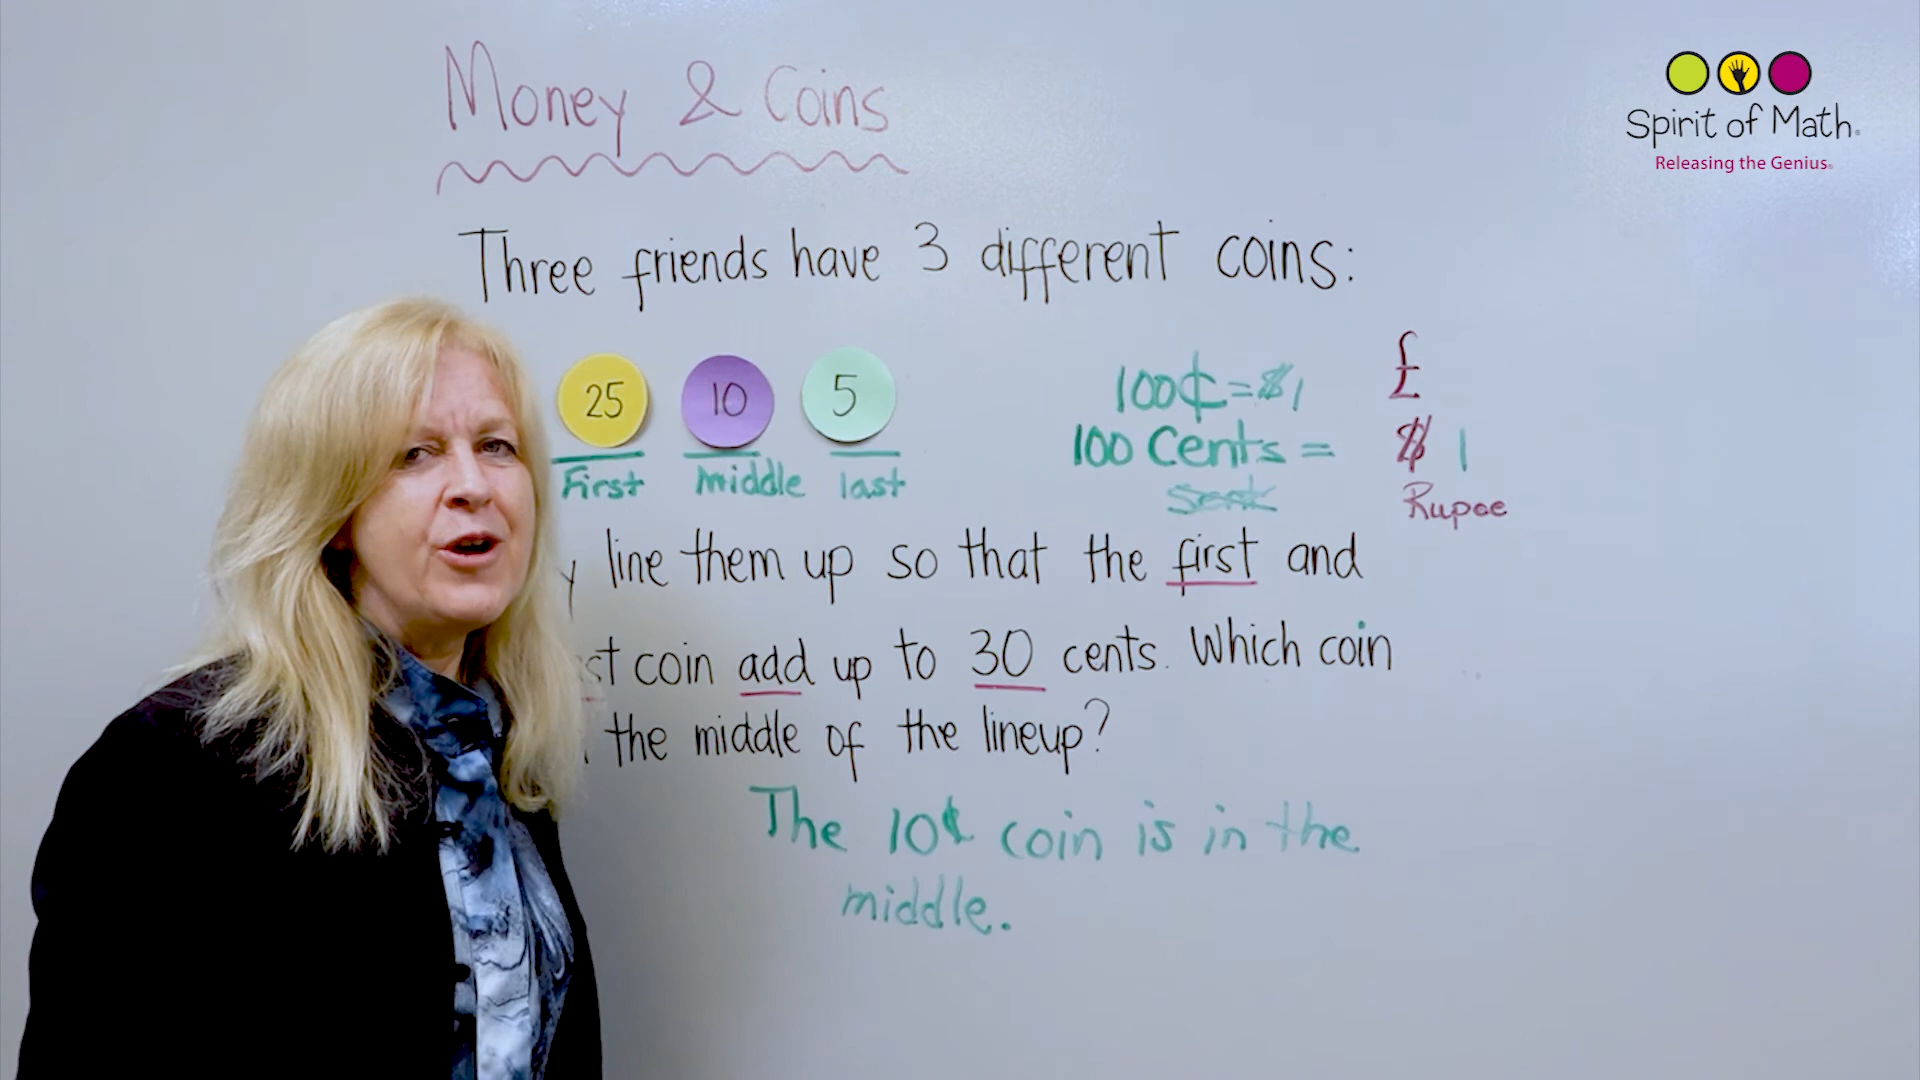 Money & Coins
Spirit of Math
Releasing the Genius
Three friends have 3 different coins:
25 10 5
First middle last
100¢ = $1
£
100 Cents = $ 1
Rupee
y line them up so that the first and
st coin add up to 30 cents. Which coin
the middle of the lineup?
The 10¢ coin is in the
middle.